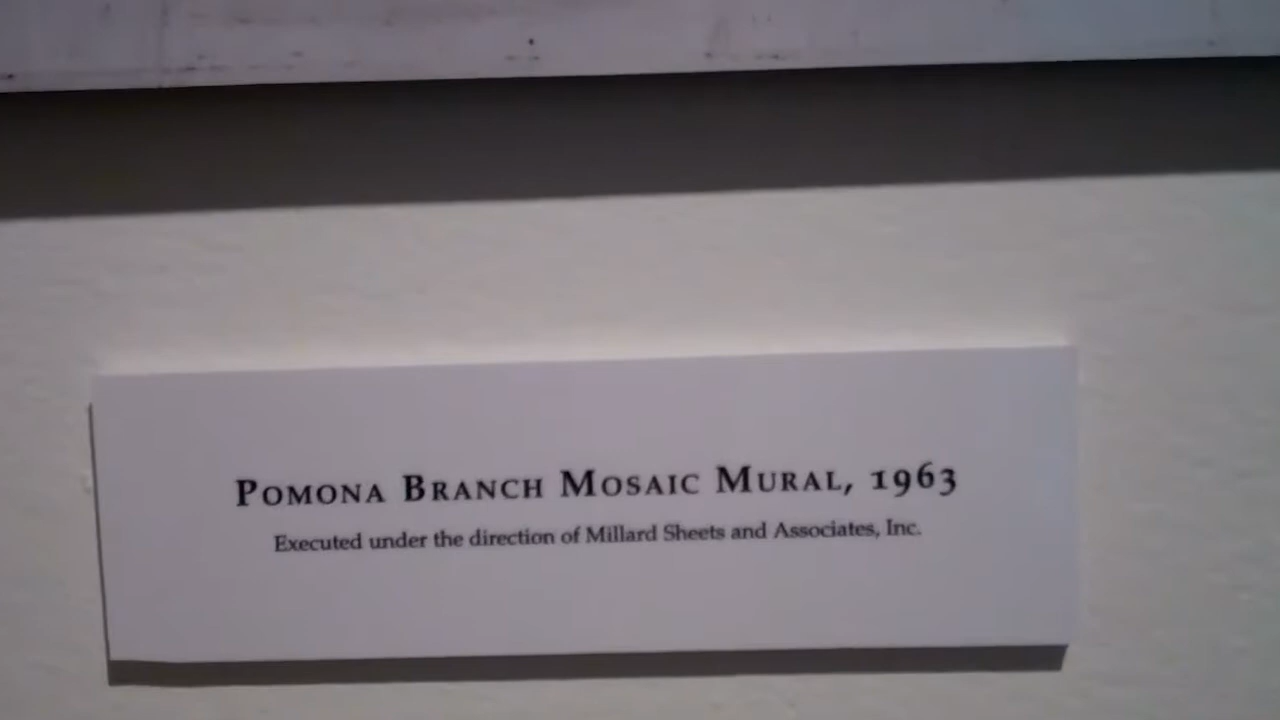 Pomona Branch Mosaic Mural, 1963
Executed under the direction of Millard Sheets and Associates, Inc.